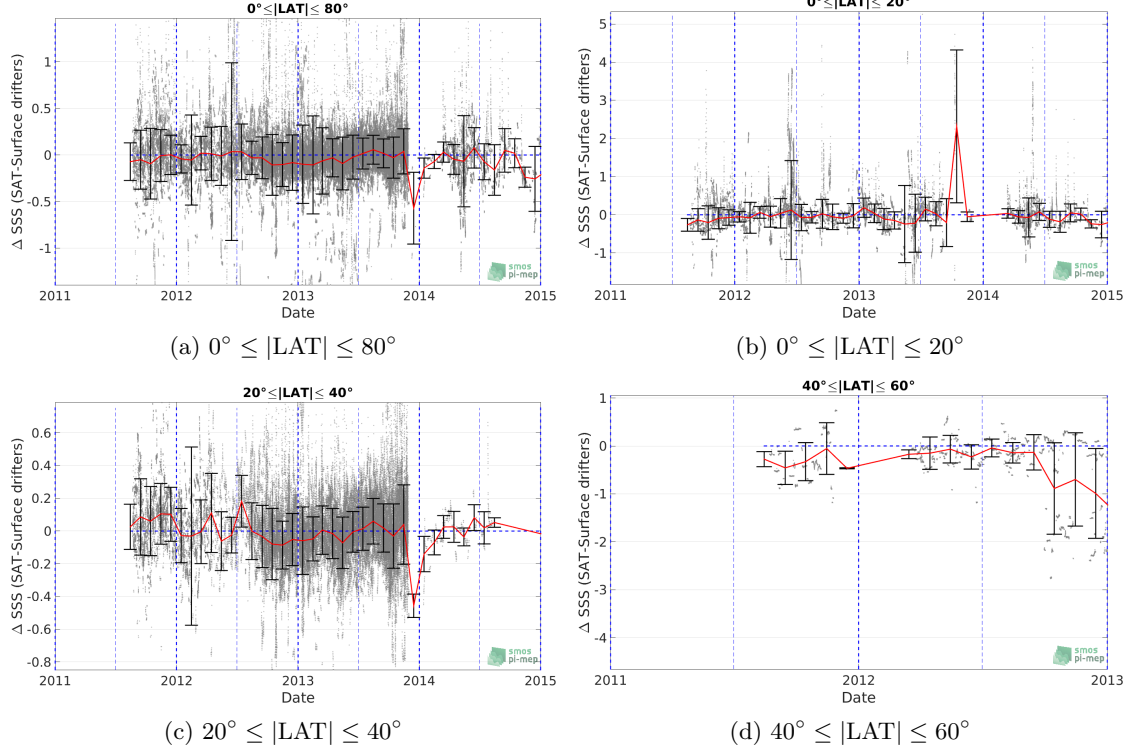 0°≤|LAT|≤ 80°
Δ SSS (SAT-Surface drifters)
1
0.5
0
-0.5
-1
2011
2012
2013
2014
2015
Date
smos
pi-mep
(a) 0° ≤ |LAT| ≤ 80°
0°≤|LAT|≤ 20°
Δ SSS (SAT-Surface drifters)
5
4
3
2
1
0
-1
2011
2012
2013
2014
2015
Date
smos
pi-mep
(b) 0° ≤ |LAT| ≤ 20°
20°≤|LAT|≤ 40°
Δ SSS (SAT-Surface drifters)
0.6
0.4
0.2
0
-0.2
-0.4
-0.6
-0.8
2011
2012
2013
2014
2015
Date
smos
pi-mep
(c) 20° ≤ |LAT| ≤ 40°
40°≤|LAT|≤ 60°
Δ SSS (SAT-Surface drifters)
1
0
-1
-2
-3
-4
2011
2012
2013
Date
smos
pi-mep
(d) 40° ≤ |LAT| ≤ 60°